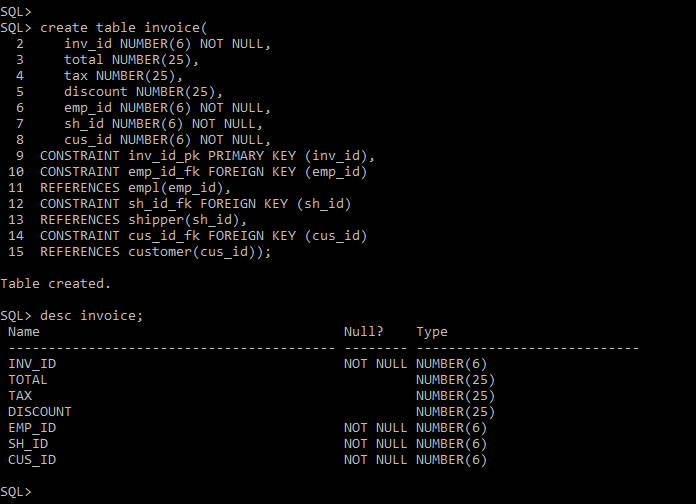 SQL>
SQL> create table invoice(
  2     inv_id NUMBER(6) NOT NULL,
  3     total NUMBER(25),
  4     tax NUMBER(25),
  5     discount NUMBER(25),
  6     emp_id NUMBER(6) NOT NULL,
  7     sh_id NUMBER(6) NOT NULL,
  8     cus_id NUMBER(6) NOT NULL,
  9  CONSTRAINT inv_id_pk PRIMARY KEY (inv_id),
 10  CONSTRAINT emp_id_fk FOREIGN KEY (emp_id)
 11  REFERENCES empl(emp_id),
 12  CONSTRAINT sh_id_fk FOREIGN KEY (sh_id)
 13  REFERENCES shipper(sh_id),
 14  CONSTRAINT cus_id_fk FOREIGN KEY (cus_id)
 15  REFERENCES customer(cus_id));
Table created.
SQL> desc invoice;
 Name                                      Null?    Type
 ----------------------------------------- -------- ----------------------------
 INV_ID                                    NOT NULL NUMBER(6)
 TOTAL                                              NUMBER(25)
 TAX                                                NUMBER(25)
 DISCOUNT                                           NUMBER(25)
 EMP_ID                                    NOT NULL NUMBER(6)
 SH_ID                                     NOT NULL NUMBER(6)
 CUS_ID                                    NOT NULL NUMBER(6)
SQL>